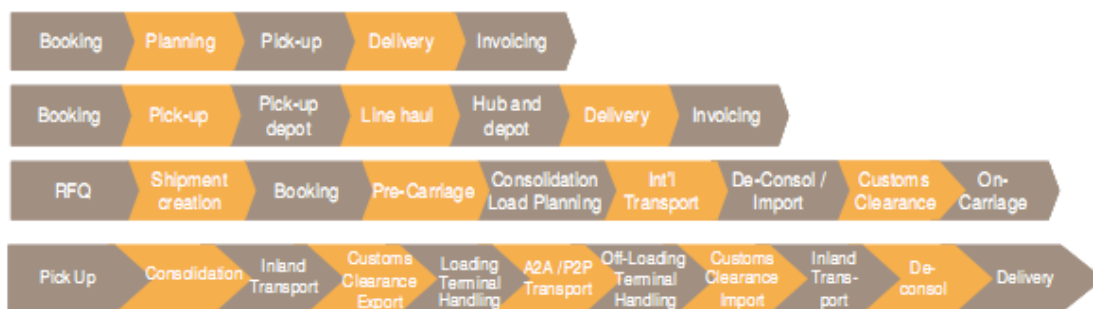 Booking Planning Pick-up Delivery Invoicing
Booking Pick-up Pick-up depot Line haul Hub and depot Delivery Invoicing
RFQ Shipment creation Booking Pre-Carriage Consolidation Load Planning Int'l Transport De-Consol / Import Customs Clearance On-Carriage
Pick Up Consolidation Inland Transport Customs Clearance Export Loading Terminal Handling A2A /P2P Transport Off-Loading Terminal Handling Customs Clearance Import Inland Trans-port De-consol Delivery